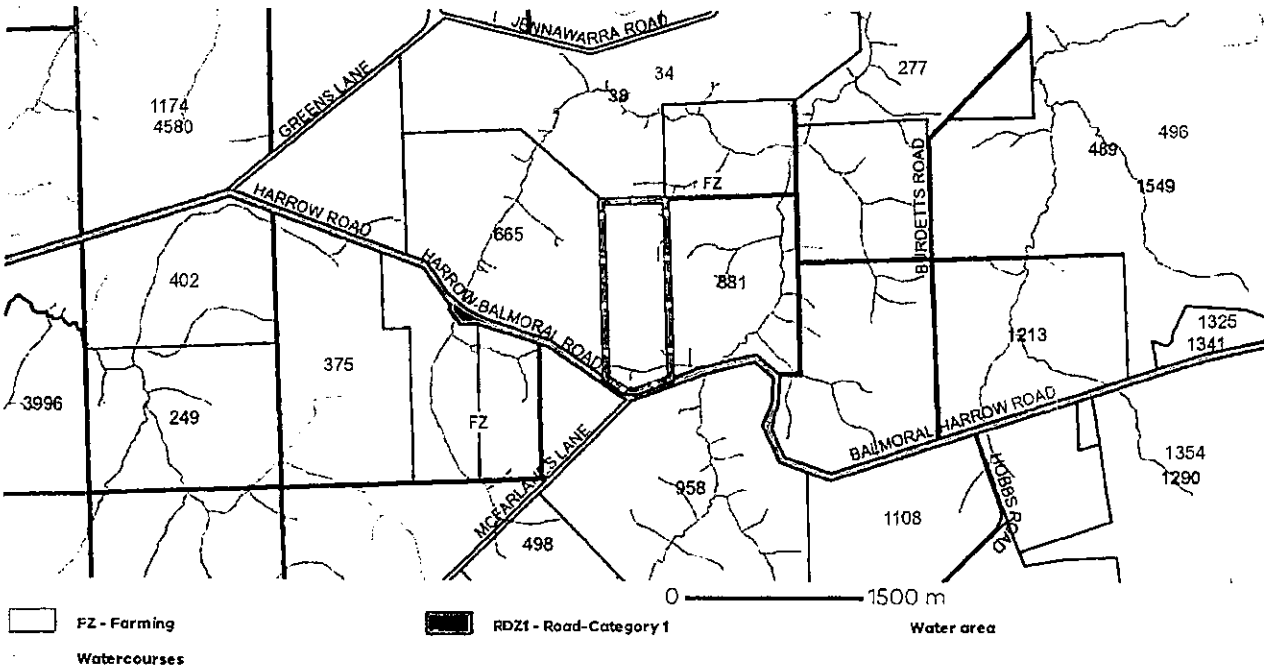 JENNAWARRA ROAD
34
277
39
1174
4580
GREENS LANE
496
489
1549
FZ
BURDETTS ROAD
HARROW ROAD
665
HARROW-BALMORAL ROAD
402
881
1213
1325
1341
375
3996
249
FZ
BALMORAL HARROW ROAD
1354
1290
HOBBS ROAD
MCFARLANES LANE
958
1108
498
0 1500 m
FZ - Farming
RDZ1 - Road-Category 1
Water area
Watercourses